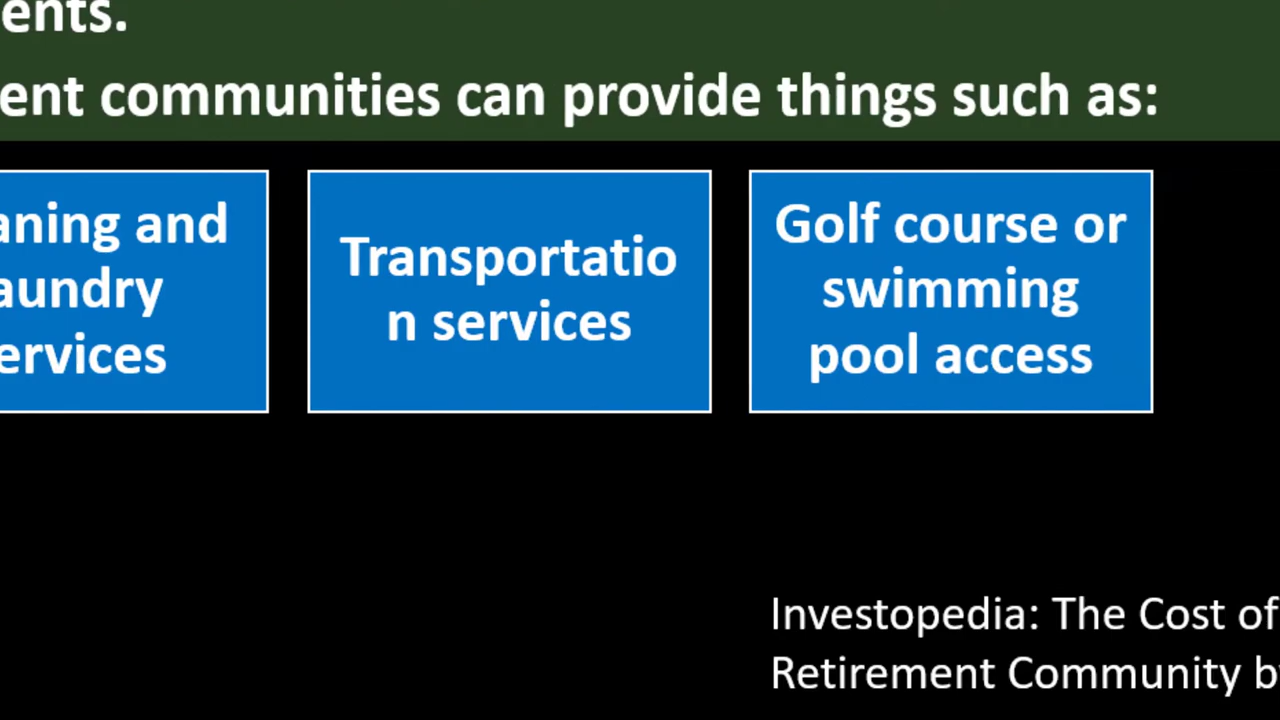 ents.
ent communities can provide things such as:
aning and
aundry
ervices
Transportatio
n services
Golf course or
swimming
pool access
Investopedia: The Cost of
Retirement Community by